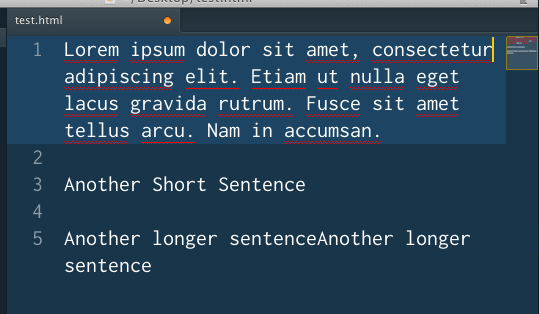 /Desktop/test.html
test.html
1 Lorem ipsum dolor sit amet, consectetur
adipiscing elit. Etiam ut nulla eget
lacus gravida rutrum. Fusce sit amet
tellus arcu. Nam in accumsan.
2
3 Another Short Sentence
4
5 Another longer sentenceAnother longer
sentence